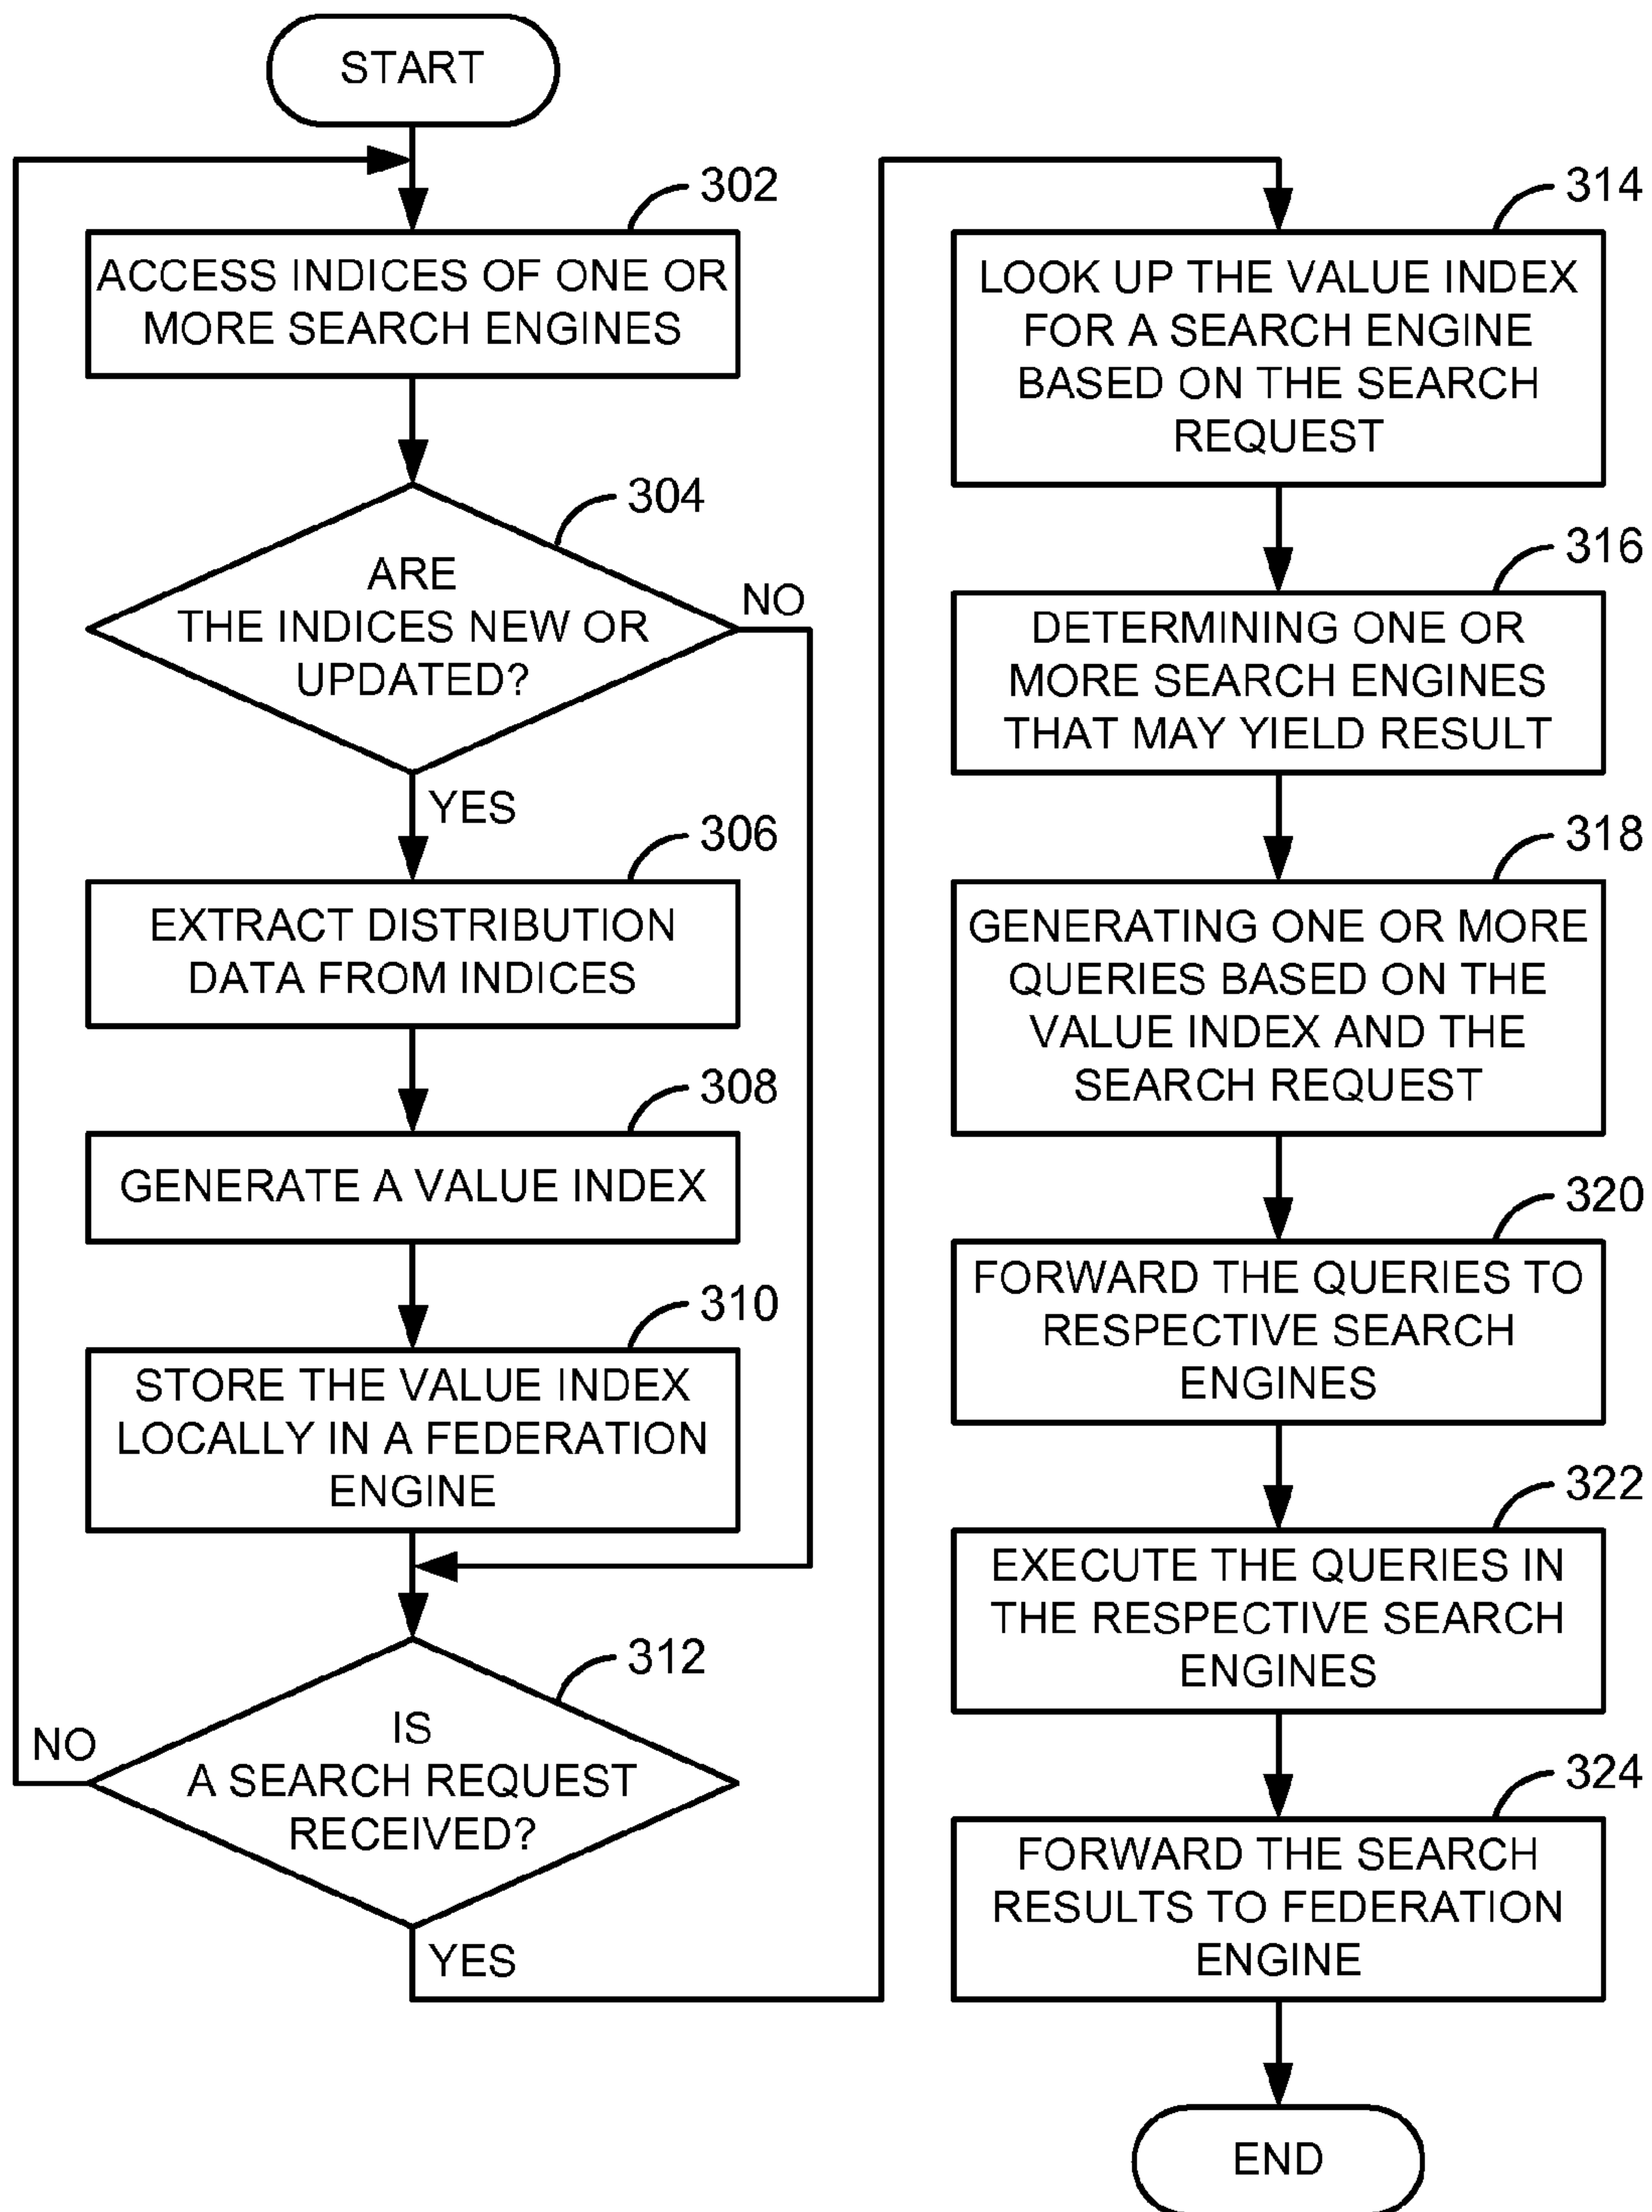 START
302
ACCESS INDICES OF ONE OR
MORE SEARCH ENGINES
304
ARE
THE INDICES NEW OR
UPDATED?
NO
YES
306
EXTRACT DISTRIBUTION
DATA FROM INDICES
308
GENERATE A VALUE INDEX
310
STORE THE VALUE INDEX
LOCALLY IN A FEDERATION
ENGINE
312
IS
A SEARCH REQUEST
RECEIVED?
NO
YES
314
LOOK UP THE VALUE INDEX
FOR A SEARCH ENGINE
BASED ON THE SEARCH
REQUEST
316
DETERMINING ONE OR
MORE SEARCH ENGINES
THAT MAY YIELD RESULT
318
GENERATING ONE OR MORE
QUERIES BASED ON THE
VALUE INDEX AND THE
SEARCH REQUEST
320
FORWARD THE QUERIES TO
RESPECTIVE SEARCH
ENGINES
322
EXECUTE THE QUERIES IN
THE RESPECTIVE SEARCH
ENGINES
324
FORWARD THE SEARCH
RESULTS TO FEDERATION
ENGINE
END